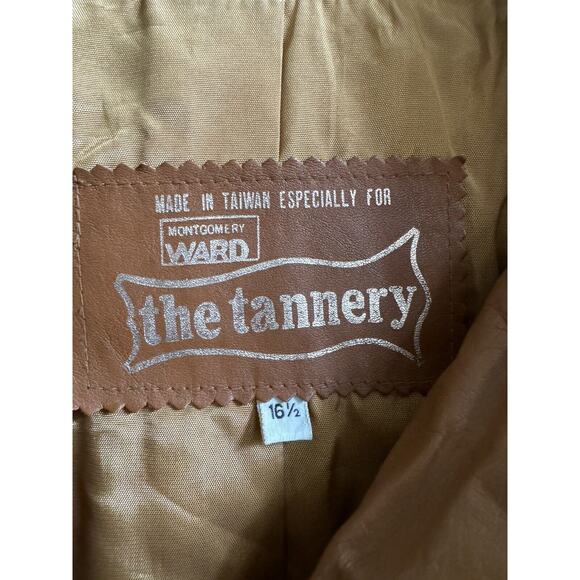 MADE IN TAIWAN ESPECIALLY FOR
MONTGOMERY
WARD
the tannery
16½